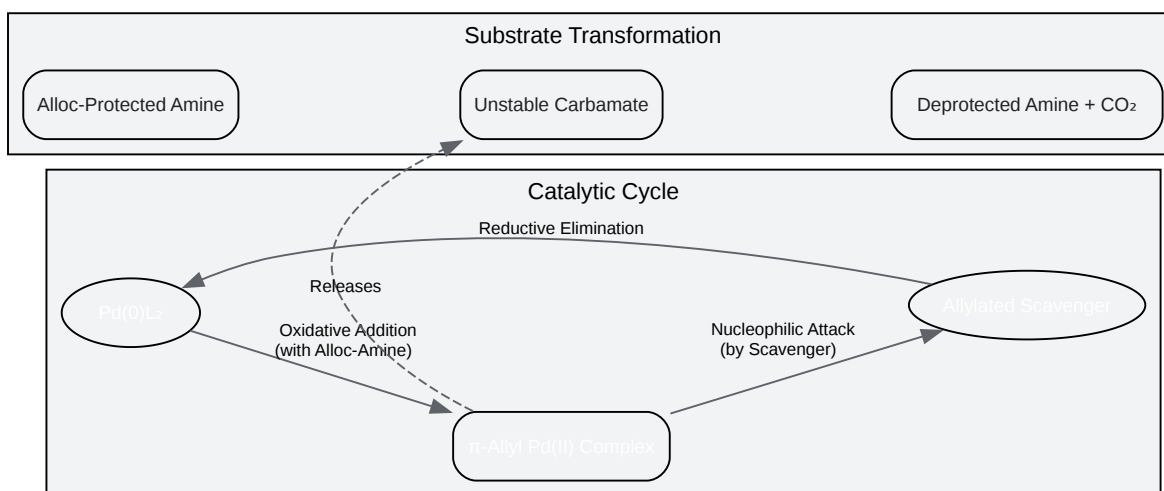 Substrate Transformation
Alloc-Protected Amine
Unstable Carbamate
Deprotected Amine + CO₂
Catalytic Cycle
Reductive Elimination
Releases
Pd(0)L₂
Allylated Scavenger
Oxidative Addition
(with Alloc-Amine)
Nucleophilic Attack
(by Scavenger)
π-Allyl Pd(II) Complex